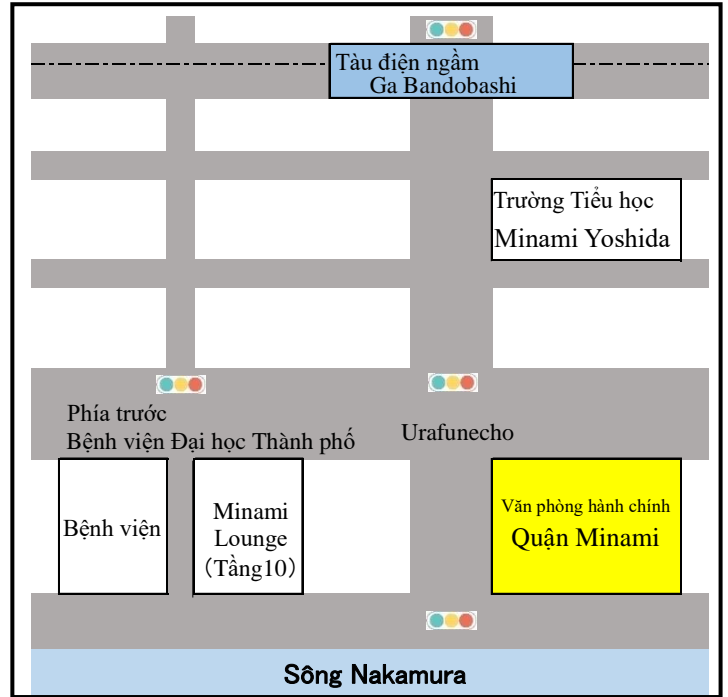 Tàu điện ngầm
Ga Bandobashi
Trường Tiểu học
Minami Yoshida
Phía trước
Bệnh viện Đại học Thành phố
Urafunecho
Bệnh viện
Minami
Lounge
（Tầng10）
Văn phòng hành chính
Quận Minami
Sông Nakamura